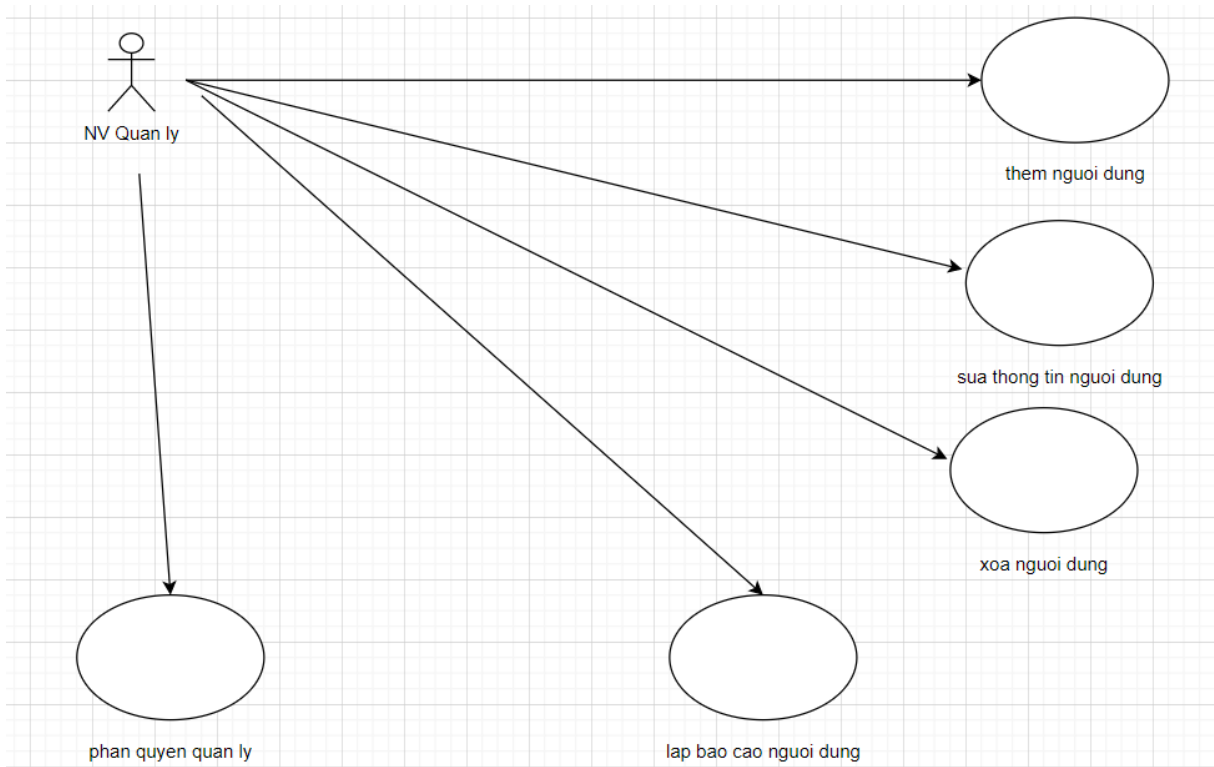 NV Quan ly
them nguoi dung
sua thong tin nguoi dung
xoa nguoi dung
phan quyen quan ly
lap bao cao nguoi dung